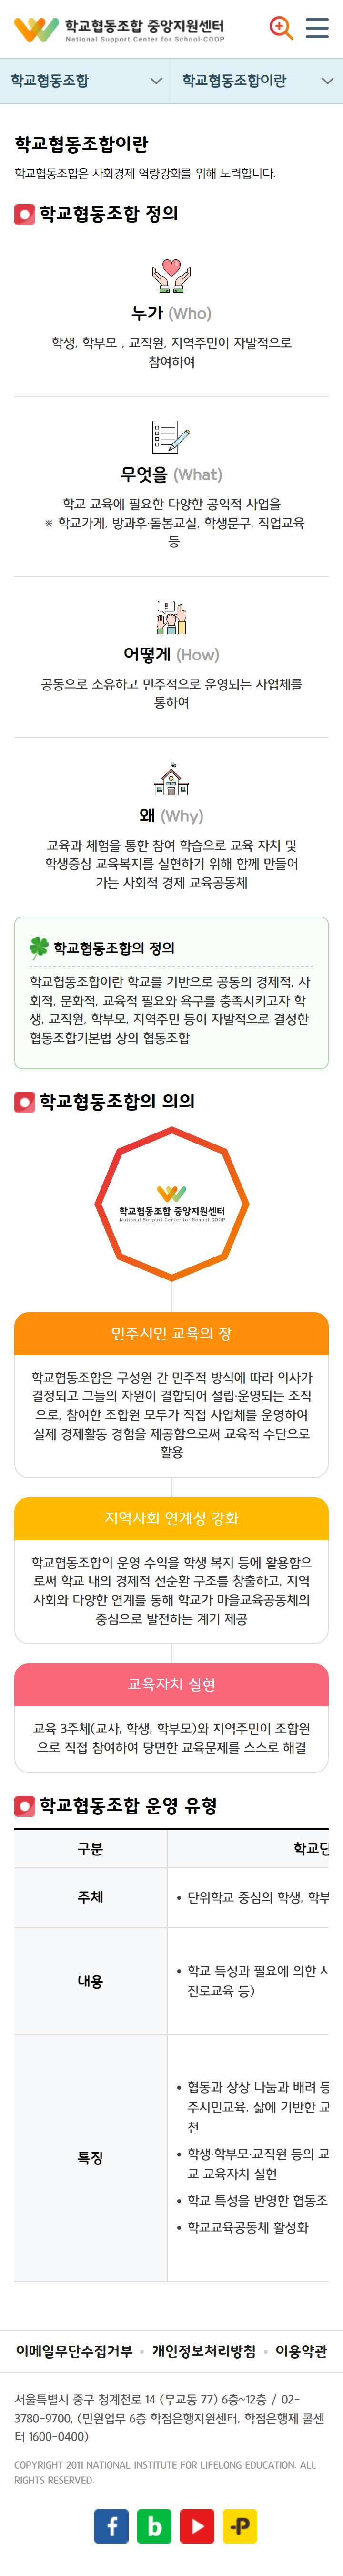 학교협동조합 중앙지원센터
National Support Center for School-COOP
학교협동조합
학교협동조합이란
학교협동조합이란
학교협동조합은 사회경제 역량강화를 위해 노력합니다.
학교협동조합 정의
누가 (Who)
학생, 학부모 , 교직원, 지역주민이 자발적으로
참여하여
무엇을 (What)
학교 교육에 필요한 다양한 공익적 사업을
※ 학교가게, 방과후·돌봄교실, 학생문구, 직업교육
등
어떻게 (How)
공동으로 소유하고 민주적으로 운영되는 사업체를
통하여
왜 (Why)
교육과 체험을 통한 참여 학습으로 교육 자치 및
학생중심 교육복지를 실현하기 위해 함께 만들어
가는 사회적 경제 교육공동체
학교협동조합의 정의
학교협동조합이란 학교를 기반으로 공통의 경제적, 사
회적, 문화적, 교육적 필요와 욕구를 충족시키고자 학
생, 교직원, 학부모, 지역주민 등이 자발적으로 결성한
협동조합기본법 상의 협동조합
학교협동조합의 의의
학교협동조합 중앙지원센터
National Support Center for School-COOP
민주시민 교육의 장
학교협동조합은 구성원 간 민주적 방식에 따라 의사가
결정되고 그들의 자원이 결합되어 설립·운영되는 조직
으로, 참여한 조합원 모두가 직접 사업체를 운영하여
실제 경제활동 경험을 제공함으로써 교육적 수단으로
활용
지역사회 연계성 강화
학교협동조합의 운영 수익을 학생 복지 등에 활용함으
로써 학교 내의 경제적 선순환 구조를 창출하고, 지역
사회와 다양한 연계를 통해 학교가 마을교육공동체의
중심으로 발전하는 계기 제공
교육자치 실현
교육 3주체(교사, 학생, 학부모)와 지역주민이 조합원
으로 직접 참여하여 당면한 교육문제를 스스로 해결
학교협동조합 운영 유형
구분
학교단
주체
• 단위학교 중심의 학생, 학부
내용
• 학교 특성과 필요에 의한 
진로교육 등)
특징
• 협동과 상상 나눔과 배려 등
주시민교육, 삶에 기반한 교
천
• 학생·학부모·교직원 등의 교
교 교육자치 실현
• 학교 특성을 반영한 협동조
• 학교교육공동체 활성화
이메일무단수집거부 • 개인정보처리방침 • 이용약관
서울특별시 중구 청계천로 14 (무교동 77) 6층~12층 / 02-
3780-9700, (민원업무 6층 학점은행지원센터, 학점은행제 콜센
터 1600-0400)
COPYRIGHT 2011 NATIONAL INSTITUTE FOR LIFELONG EDUCATION. ALL
RIGHTS RESERVED.